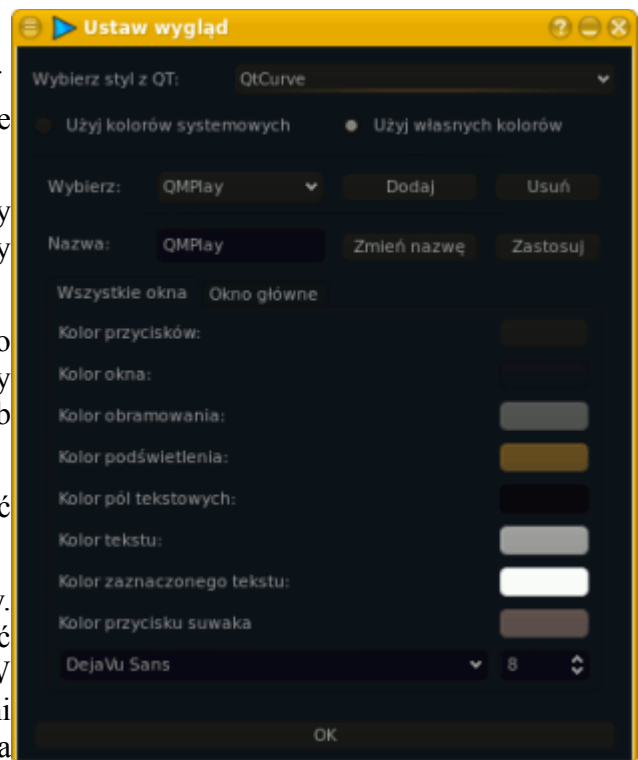 Ustaw wygląd
Wybierz styl z QT: QtCurve
Użyj kolorów systemowych Użyj własnych kolorów
Wybierz: QMPlay Dodaj Usuń
Nazwa: QMPlay Zmień nazwę Zastosuj
Wszystkie okna Okno główne
Kolor przycisków:
Kolor okna:
Kolor obramowania:
Kolor podświetlenia:
Kolor pól tekstowych:
Kolor tekstu:
Kolor zaznaczonego tekstu:
Kolor przycisku suwaka
DejaVu Sans 8
OK